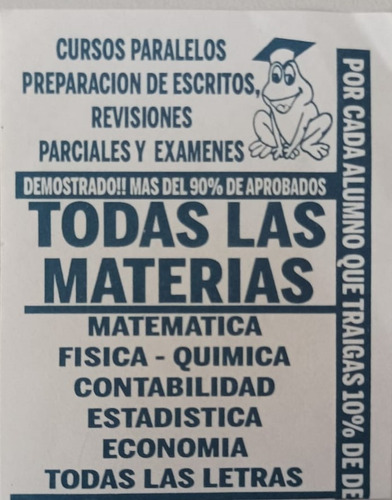 CURSOS PARALELOS
PREPARACION DE ESCRITOS,
REVISIONES
PARCIALES Y EXAMENES
DEMOSTRADO!! MAS DEL 90% DE APROBADOS
TODAS LAS
MATERIAS
MATEMATICA
FISICA - QUIMICA
CONTABILIDAD
ESTADISTICA
ECONOMIA
TODAS LAS LETRAS
POR CADA ALUMNO QUE TRAIGAS 10% DE DE